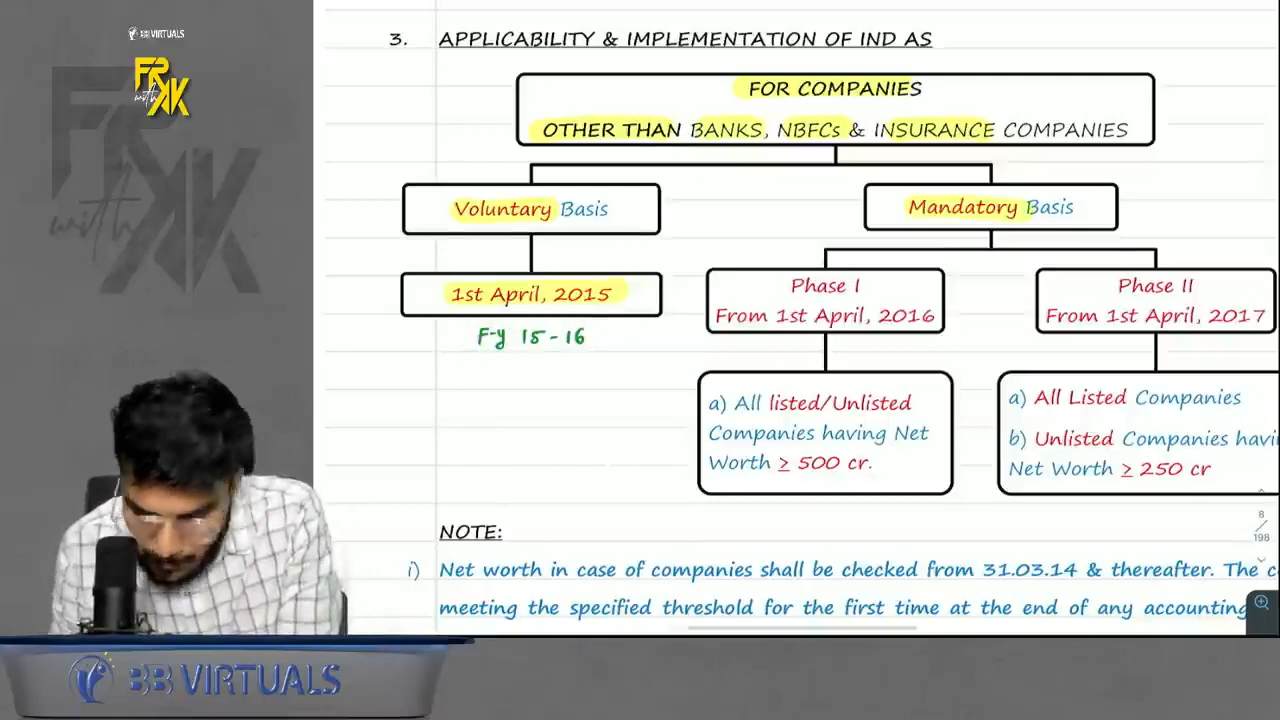 BB VIRTUALS
FR
with
AK
3. APPLICABILITY & IMPLEMENTATION OF IND AS
FOR COMPANIES
OTHER THAN BANKS, NBFCs & INSURANCE COMPANIES
Voluntary Basis
Mandatory Basis
1st April, 2015
F-y 15-16
Phase I
From 1st April, 2016
Phase II
From 1st April, 2017
a) All listed/Unlisted
Companies having Net
Worth ≥ 500 cr.
a) All Listed Companies
b) Unlisted Companies havi
Net Worth ≥ 250 cr
8
/
198
NOTE:
i) Net worth in case of companies shall be checked from 31.03.14 & thereafter. The c
meeting the specified threshold for the first time at the end of any accounting
BB VIRTUALS